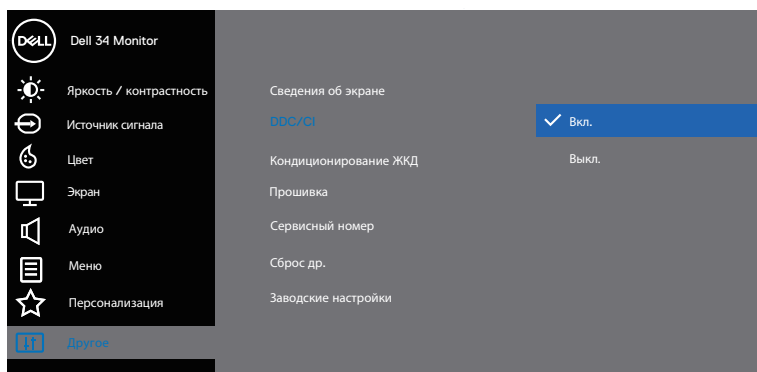 DELL
Dell 34 Monitor
Яркость / контрастность
Источник сигнала
Цвет
Экран
Аудио
Меню
Персонализация
Другое
Сведения об экране
DDC/CI
Кондиционирование ЖКД
Прошивка
Сервисный номер
Сброс др.
Заводские настройки
Вкл.
Выкл.